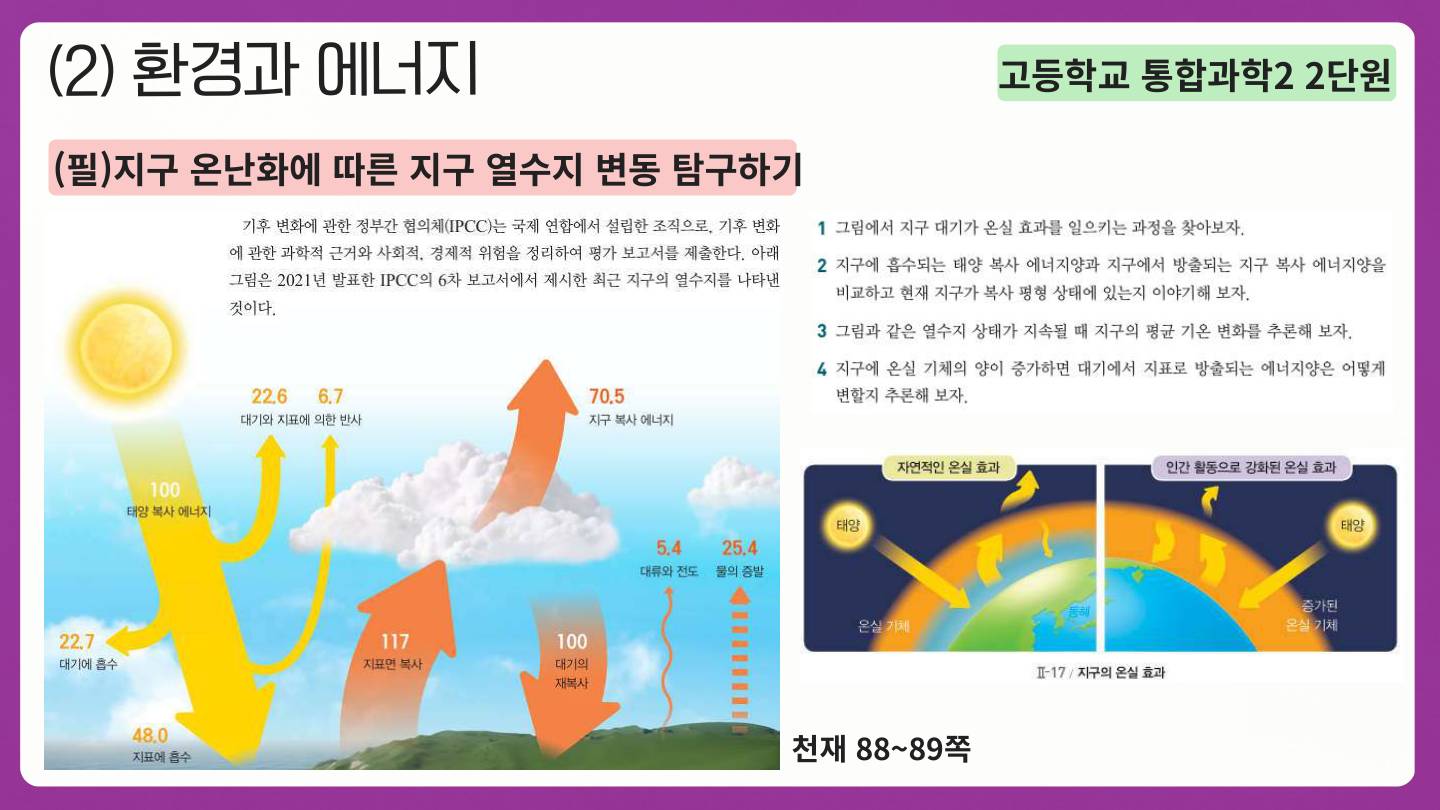 (2) 환경과 에너지
고등학교 통합과학2 2단원
(필)지구 온난화에 따른 지구 열수지 변동 탐구하기
기후 변화에 관한 정부간 협의체(IPCC)는 국제 연합에서 설립한 조직으로, 기후 변화
에 관한 과학적 근거와 사회적, 경제적 위험을 정리하여 평가 보고서를 제출한다. 아래
그림은 2021년 발표한 IPCC의 6차 보고서에서 제시한 최근 지구의 열수지를 나타낸
것이다.
22.6 6.7
대기와 지표에 의한 반사
70.5
지구 복사 에너지
100
태양 복사 에너지
5.4
대류와 전도
25.4
물의 증발
22.7
대기에 흡수
117
지표면 복사
100
대기의
재복사
48.0
지표에 흡수
1 그림에서 지구 대기가 온실 효과를 일으키는 과정을 찾아보자.
2 지구에 흡수되는 태양 복사 에너지양과 지구에서 방출되는 지구 복사 에너지양을
비교하고 현재 지구가 복사 평형 상태에 있는지 이야기해 보자.
3 그림과 같은 열수지 상태가 지속될 때 지구의 평균 기온 변화를 추론해 보자.
4 지구에 온실 기체의 양이 증가하면 대기에서 지표로 방출되는 에너지양은 어떻게
변할지 추론해 보자.
자연적인 온실 효과
인간 활동으로 강화된 온실 효과
태양
태양
동해
온실 기체
증가된
온실 기체
Ⅱ-17 / 지구의 온실 효과
천재 88~89쪽